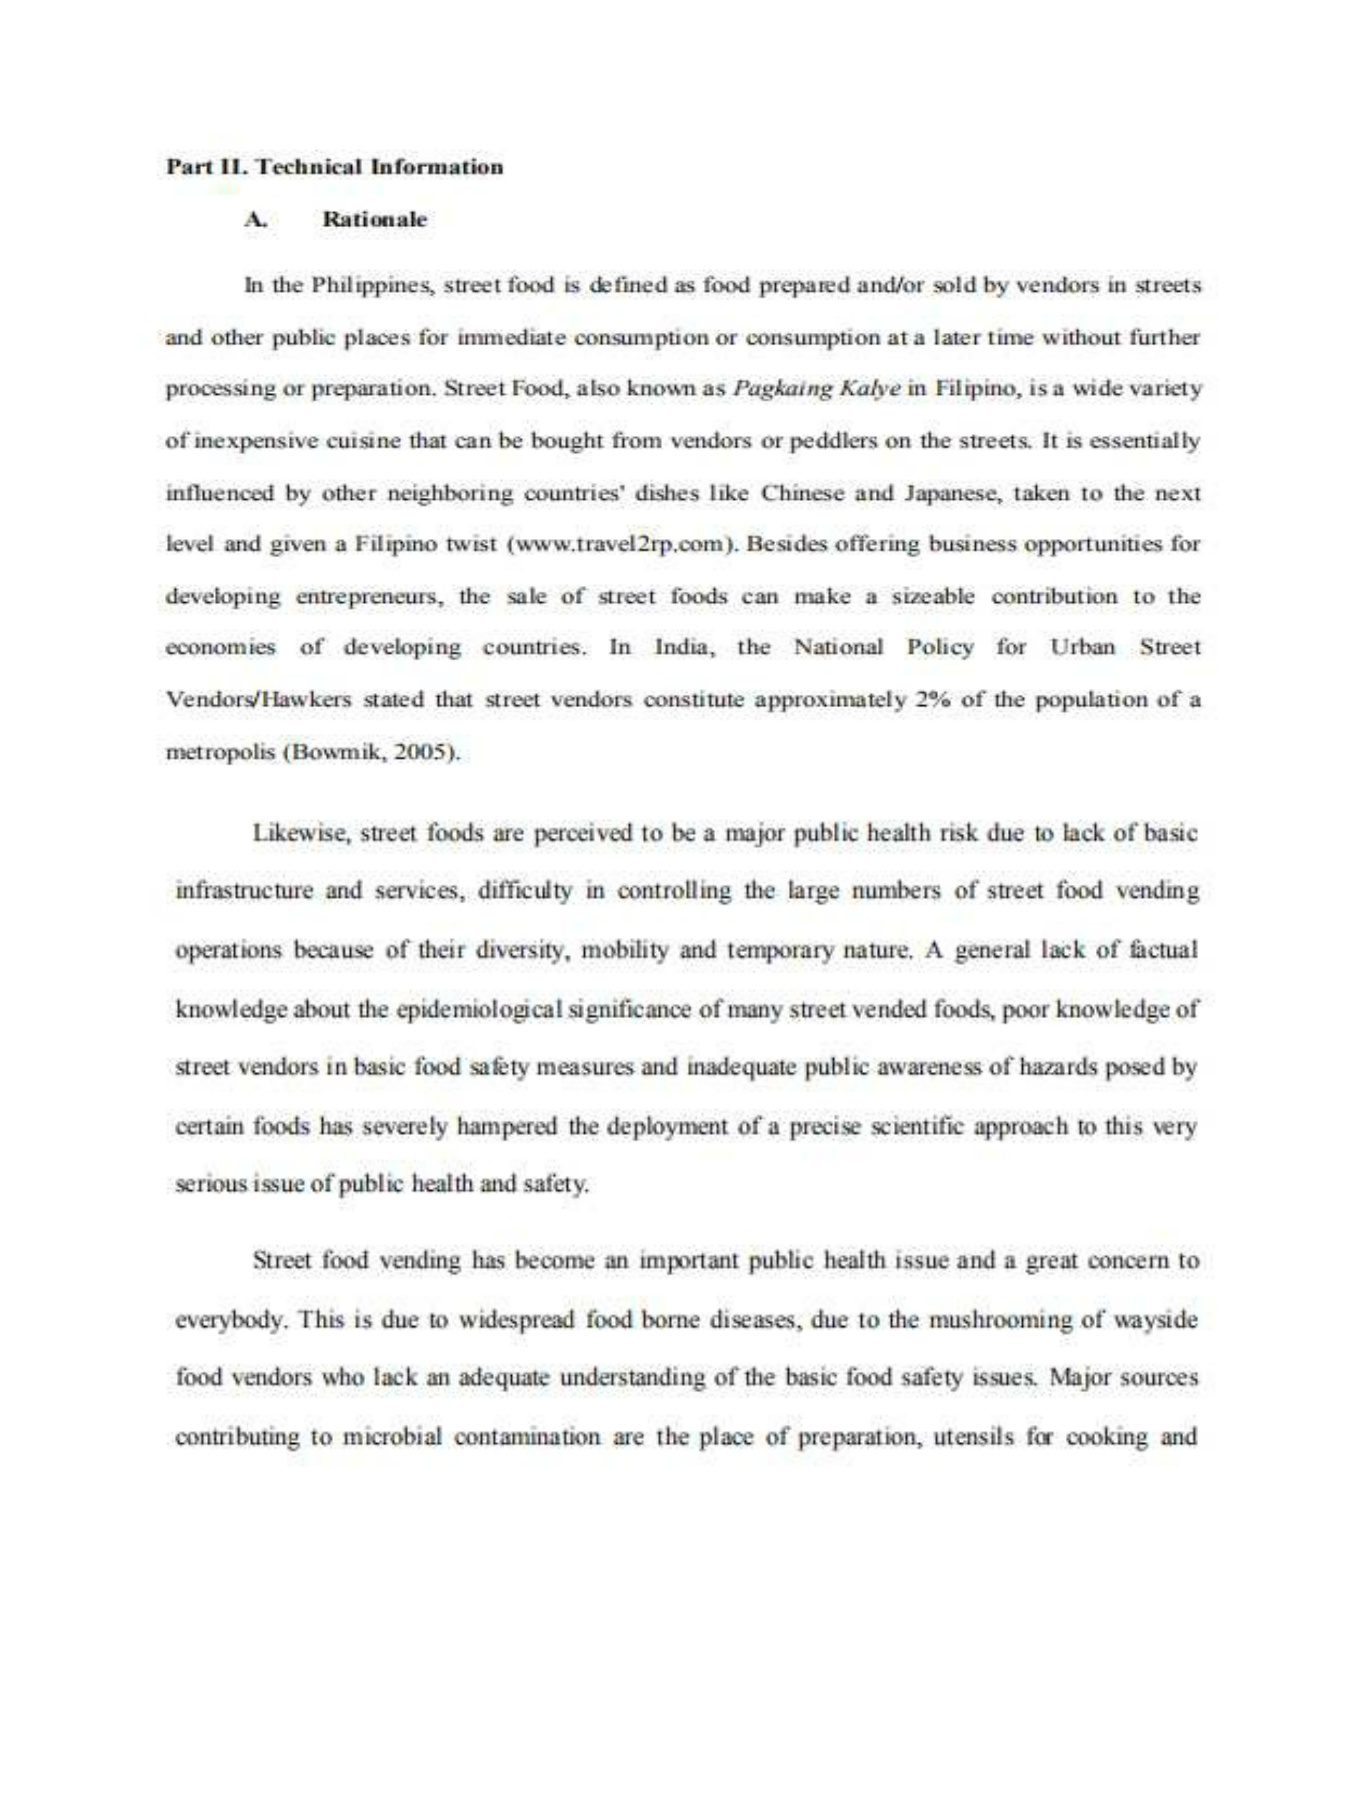 Part II. Technical Information
A. Rationale
In the Philippines, street food is defined as food prepared and/or sold by vendors in streets
and other public places for immediate consumption or consumption at a later time without further
processing or preparation. Street Food, also known as Pagkaing Kalye in Filipino, is a wide variety
of inexpensive cuisine that can be bought from vendors or peddlers on the streets. It is essentially
influenced by other neighboring countries' dishes like Chinese and Japanese, taken to the next
level and given a Filipino twist (www.travel2rp.com). Besides offering business opportunities for
developing entrepreneurs, the sale of street foods can make a sizeable contribution to the
economies of developing countries. In India, the National Policy for Urban Street
Vendors/Hawkers stated that street vendors constitute approximately 2% of the population of a
metropolis (Bowmik, 2005).
Likewise, street foods are perceived to be a major public health risk due to lack of basic
infrastructure and services, difficulty in controlling the large numbers of street food vending
operations because of their diversity, mobility and temporary nature. A general lack of factual
knowledge about the epidemiological significance of many street vended foods, poor knowledge of
street vendors in basic food safety measures and inadequate public awareness of hazards posed by
certain foods has severely hampered the deployment of a precise scientific approach to this very
serious issue of public health and safety.
Street food vending has become an important public health issue and a great concern to
everybody. This is due to widespread food borne diseases, due to the mushrooming of wayside
food vendors who lack an adequate understanding of the basic food safety issues. Major sources
contributing to microbial contamination are the place of preparation, utensils for cooking and